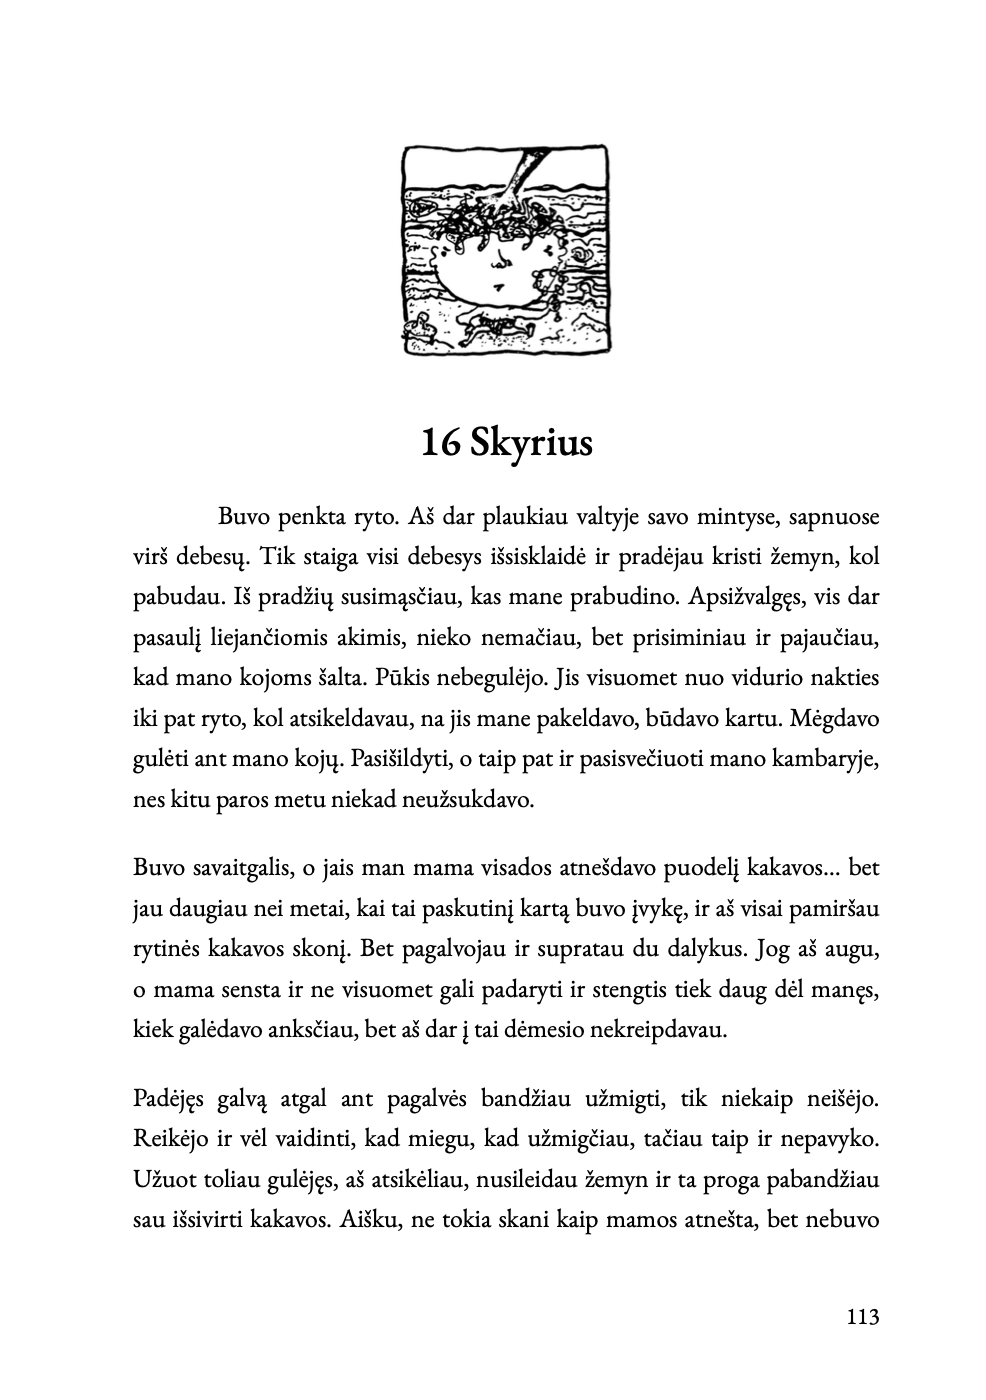 16 Skyrius
Buvo penkta ryto. Aš dar plaukiau valtyje savo mintyse, sapnuose
virš debesų. Tik staiga visi debesys išsisklaidė ir pradėjau kristi žemyn, kol
pabudau. Iš pradžių susimąsčiau, kas mane prabudino. Apsižvalgęs, vis dar
pasaulį liejančiomis akimis, nieko nemačiau, bet prisiminiau ir pajaučiau,
kad mano kojoms šalta. Pūkis nebegulėjo. Jis visuomet nuo vidurio nakties
iki pat ryto, kol atsikeldavau, na jis mane pakeldavo, būdavo kartu. Mėgdavo
gulėti ant mano kojų. Pasišildyti, o taip pat ir pasisvečiuoti mano kambaryje,
nes kitu paros metu niekad neužsukdavo.
Buvo savaitgalis, o jais man mama visados atnešdavo puodelį kakavos... bet
jau daugiau nei metai, kai tai paskutinį kartą buvo įvykę, ir aš visai pamiršau
rytinės kakavos skonį. Bet pagalvojau ir supratau du dalykus. Jog aš augu,
o mama sensta ir ne visuomet gali padaryti ir stengtis tiek daug dėl manęs,
kiek galėdavo anksčiau, bet aš dar į tai dėmesio nekreipdavau.
Padėjęs galvą atgal ant pagalvės bandžiau užmigti, tik niekaip neišėjo.
Reikėjo ir vėl vaidinti, kad miegu, kad užmigčiau, tačiau taip ir nepavyko.
Užuot toliau gulėjęs, aš atsikėliau, nusileidau žemyn ir ta proga pabandžiau
sau išsivirti kakavos. Aišku, ne tokia skani kaip mamos atnešta, bet nebuvo
113